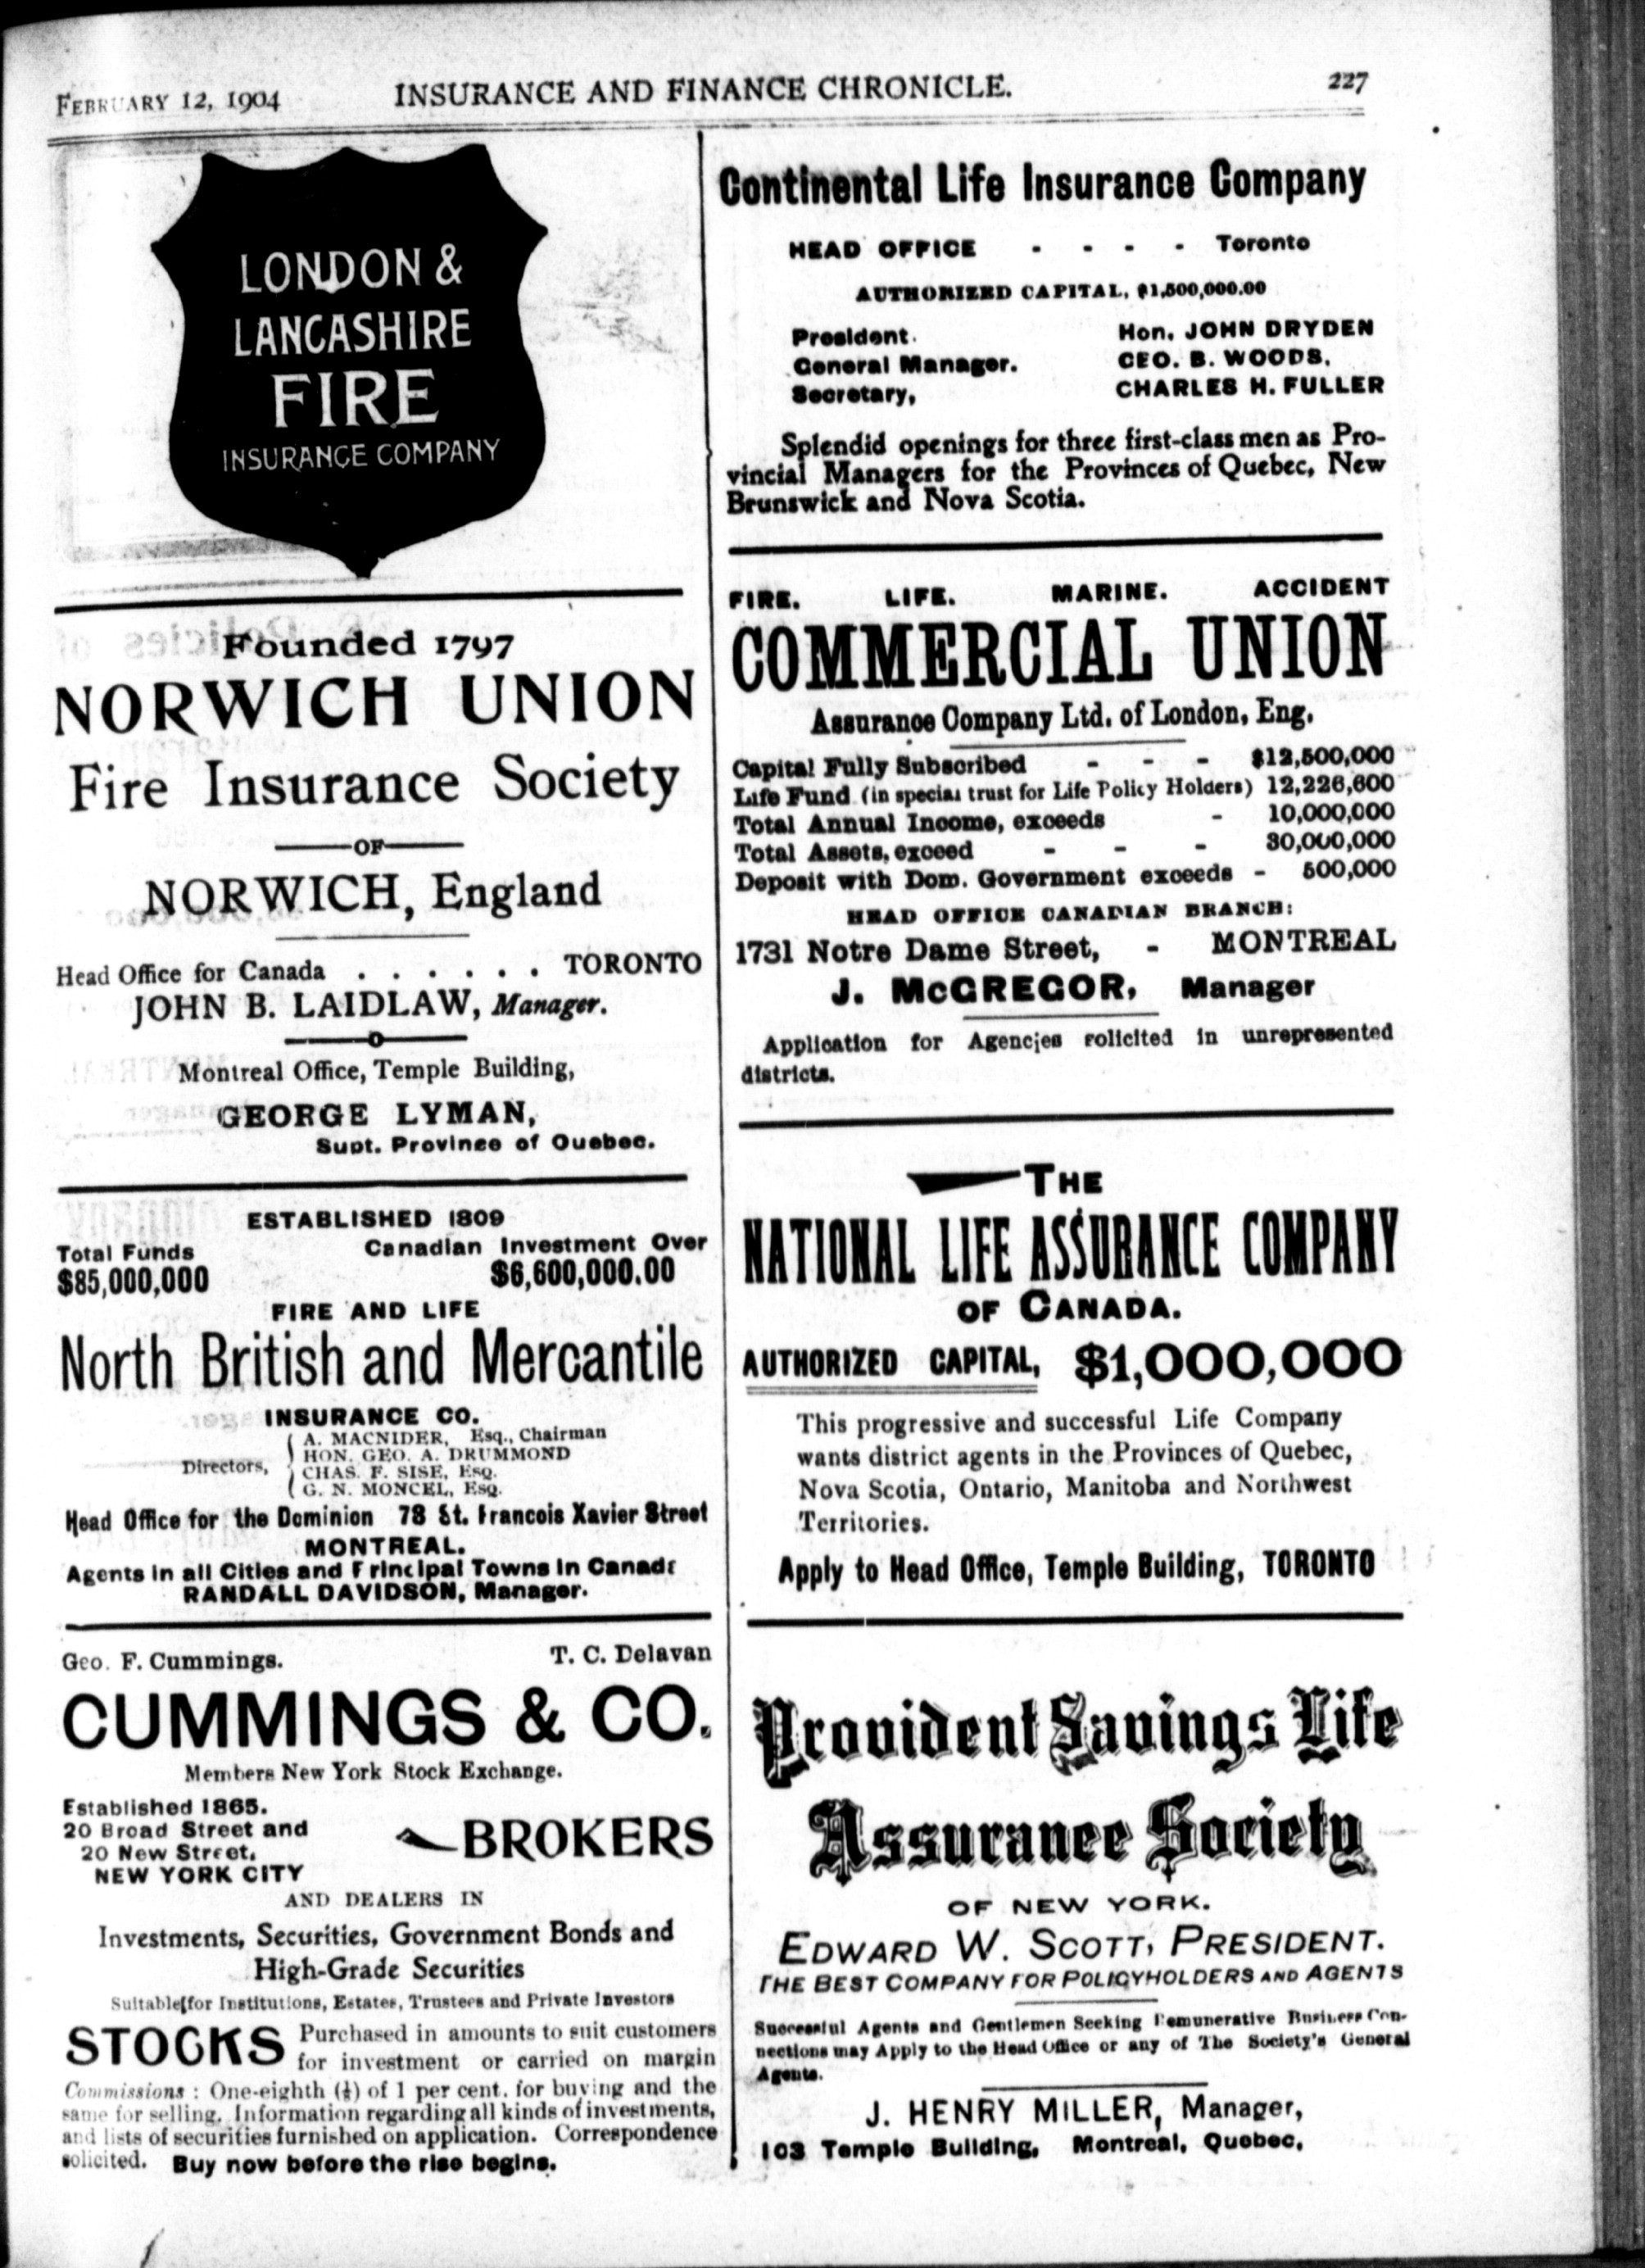 FEBRUARY 12, 1904 INSURANCE AND FINANCE CHRONICLE. 227
LONDON &
LANCASHIRE
FIRE
INSURANCE COMPANY
Founded 1797
NORWICH UNION
Fire Insurance Society
OF
NORWICH, England
Head Office for Canada . . . . . . TORONTO
JOHN B. LAIDLAW, Manager.
Montreal Office, Temple Building,
GEORGE LYMAN,
Supt. Province of Quebec.
ESTABLISHED 1809
Total Funds Canadian Investment Over
$85,000,000 $6,600,000.00
FIRE AND LIFE
North British and Mercantile
INSURANCE CO.
A. MACNIDER, Esq., Chairman
HON. GEO. A. DRUMMOND
Directors,
CHAS. F. SISE, Esq.
G. N. MONCEL, Esq.
Head Office for the Dominion 78 St. Francois Xavier Street
MONTREAL.
Agents in all Cities and Principal Towns in Canada
RANDALL DAVIDSON, Manager.
Geo. F. Cummings. T. C. Delavan
CUMMINGS & CO.
Members New York Stock Exchange.
Established 1865.
20 Broad Street and
20 New Street,
NEW YORK CITY
BROKERS
AND DEALERS IN
Investments, Securities, Government Bonds and
High-Grade Securities
Suitable for Institutions, Estates, Trustees and Private Investors
STOCKS Purchased in amounts to suit customers
for investment or carried on margin
Commissions : One-eighth (⅛) of 1 per cent. for buying and the
same for selling. Information regarding all kinds of investments,
and lists of securities furnished on application. Correspondence
solicited. Buy now before the rise begins.
Continental Life Insurance Company
HEAD OFFICE - - - - Toronto
AUTHORIZED CAPITAL, $1,500,000.00
President. Hon. JOHN DRYDEN
General Manager. GEO. B. WOODS.
Secretary, CHARLES H. FULLER
Splendid openings for three first-class men as Pro-
vincial Managers for the Provinces of Quebec, New
Brunswick and Nova Scotia.
FIRE. LIFE. MARINE. ACCIDENT
COMMERCIAL UNION
Assurance Company Ltd. of London, Eng.
Capital Fully Subscribed - - - $12,500,000
Life Fund (in special trust for Life Policy Holders) 12,226,600
Total Annual Income, exceeds - 10,000,000
Total Assets, exceed - - - 30,000,000
Deposit with Dom. Government exceeds - 500,000
HEAD OFFICE CANADIAN BRANCH:
1731 Notre Dame Street, - MONTREAL
J. McGREGOR, Manager
Application for Agencies solicited in unrepresented
districts.
THE
NATIONAL LIFE ASSURANCE COMPANY
OF CANADA.
AUTHORIZED CAPITAL, $1,000,000
This progressive and successful Life Company
wants district agents in the Provinces of Quebec,
Nova Scotia, Ontario, Manitoba and Northwest
Territories.
Apply to Head Office, Temple Building, TORONTO
Provident Savings Life
Assurance Society
OF NEW YORK.
EDWARD W. SCOTT, PRESIDENT.
THE BEST COMPANY FOR POLICYHOLDERS AND AGENTS
Successful Agents and Gentlemen Seeking Remunerative Business Con-
nections may Apply to the Head Office or any of The Society's General
Agents.
J. HENRY MILLER, Manager,
103 Temple Building, Montreal, Quebec,